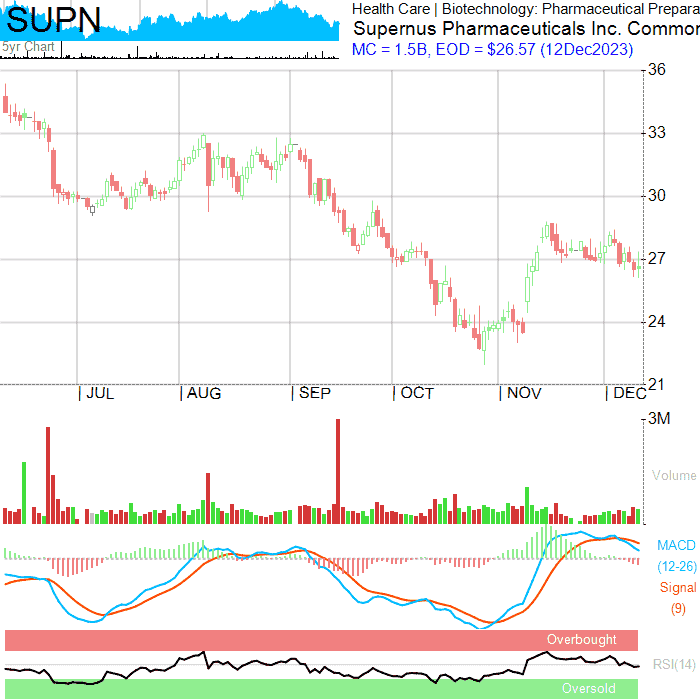 SUPN
5yr Chart
Health Care | Biotechnology: Pharmaceutical Prepara
Supernus Pharmaceuticals Inc. Common
MC = 1.5B, EOD = $26.57 (12Dec2023)
36
33
30
27
24
21
JUL AUG SEP OCT NOV DEC
3M
Volume
MACD
(12-26)
Signal
(9)
Overbought
RSI(14)
Oversold